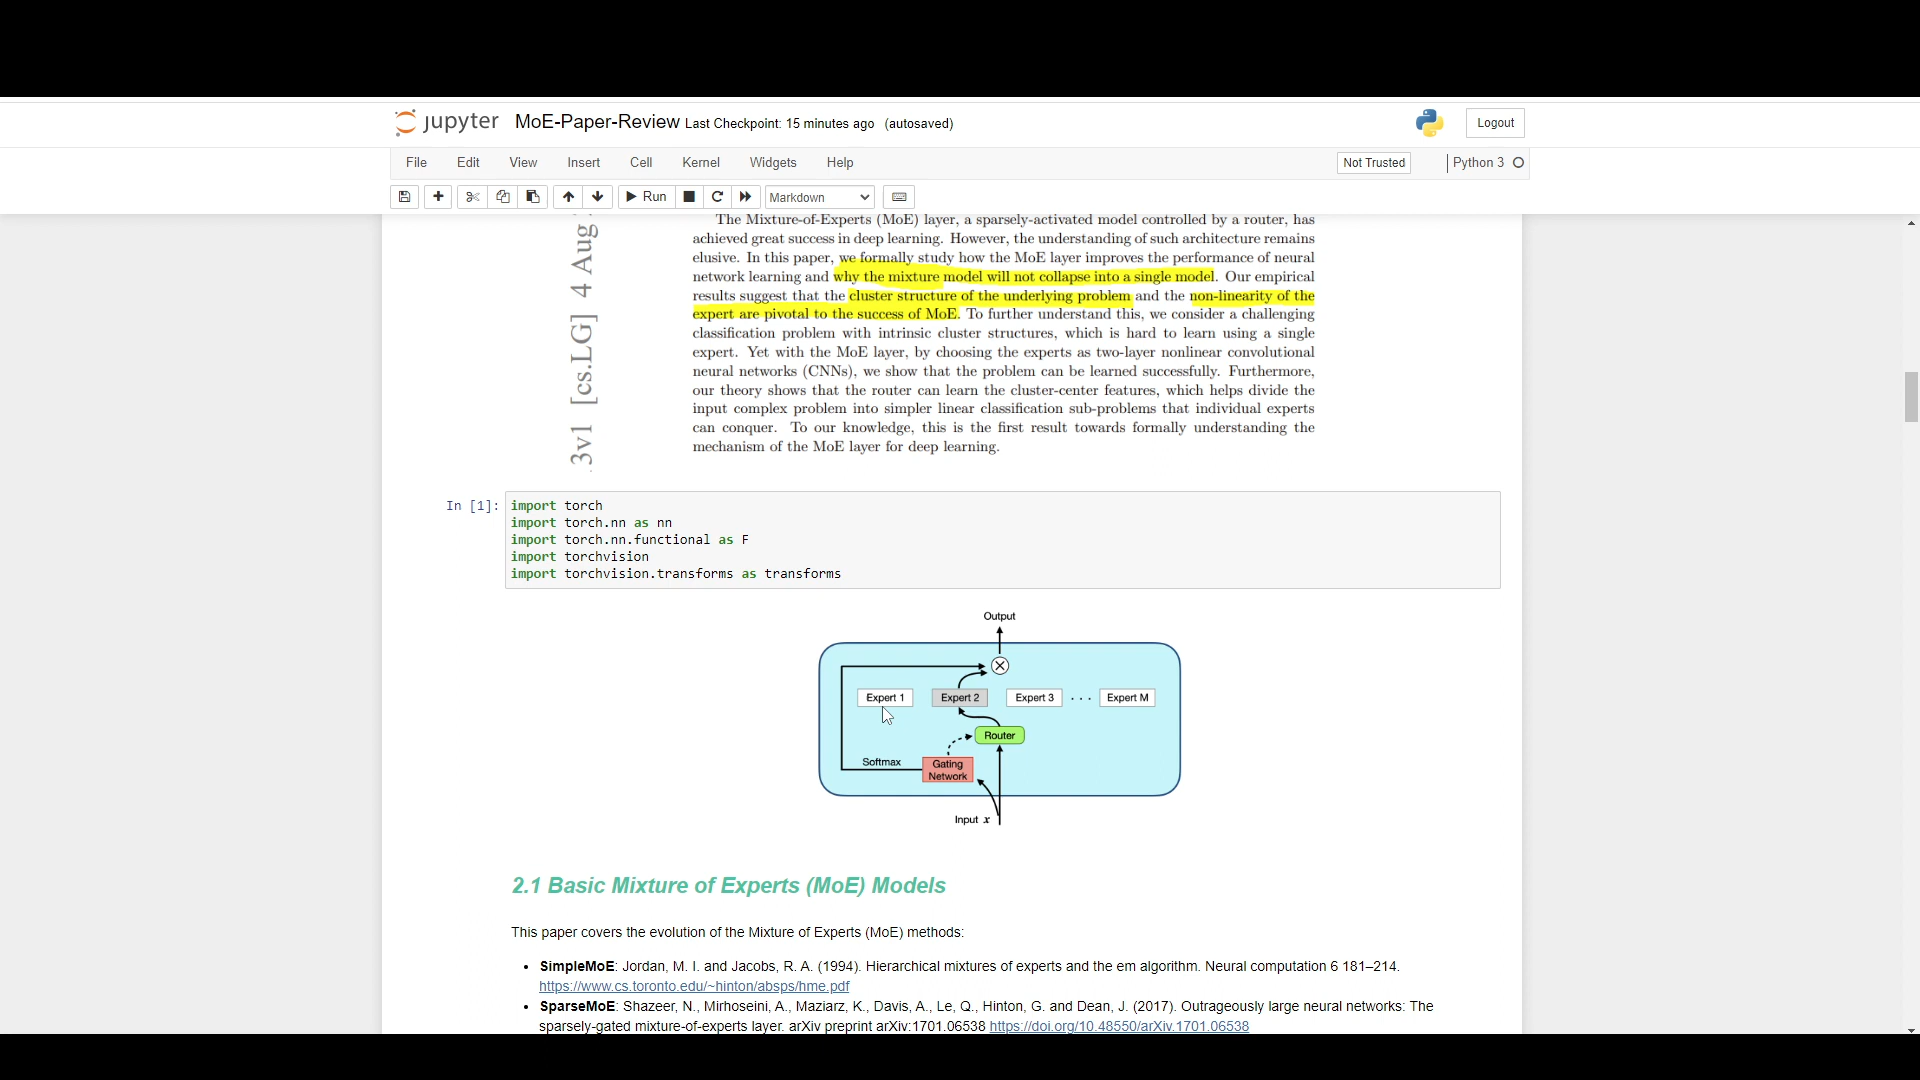 jupyter MoE-Paper-Review Last Checkpoint: 15 minutes ago (autosaved)
Logout
File Edit View Insert Cell Kernel Widgets Help
Not Trusted
Python 3
Run
Markdown
.3v1 [cs.LG] 4 Aug
The Mixture-of-Experts (MoE) layer, a sparsely-activated model controlled by a router, has
achieved great success in deep learning. However, the understanding of such architecture remains
elusive. In this paper, we formally study how the MoE layer improves the performance of neural
network learning and why the mixture model will not collapse into a single model. Our empirical
results suggest that the cluster structure of the underlying problem and the non-linearity of the
expert are pivotal to the success of MoE. To further understand this, we consider a challenging
classification problem with intrinsic cluster structures, which is hard to learn using a single
expert. Yet with the MoE layer, by choosing the experts as two-layer nonlinear convolutional
neural networks (CNNs), we show that the problem can be learned successfully. Furthermore,
our theory shows that the router can learn the cluster-center features, which helps divide the
input complex problem into simpler linear classification sub-problems that individual experts
can conquer. To our knowledge, this is the first result towards formally understanding the
mechanism of the MoE layer for deep learning.
In [1]: import torch
import torch.nn as nn
import torch.nn.functional as F
import torchvision
import torchvision.transforms as transforms
Output
Expert 1 Expert 2 Expert 3 . . . Expert M
Router
Softmax
Gating
Network
Input x
2.1 Basic Mixture of Experts (MoE) Models
This paper covers the evolution of the Mixture of Experts (MoE) methods:
• SimpleMoE: Jordan, M. I. and Jacobs, R. A. (1994). Hierarchical mixtures of experts and the em algorithm. Neural computation 6 181–214.
https://www.cs.toronto.edu/~hinton/absps/hme.pdf
• SparseMoE: Shazeer, N., Mirhoseini, A., Maziarz, K., Davis, A., Le, Q., Hinton, G. and Dean, J. (2017). Outrageously large neural networks: The
sparsely-gated mixture-of-experts layer. arXiv preprint arXiv:1701.06538 https://doi.org/10.48550/arXiv.1701.06538